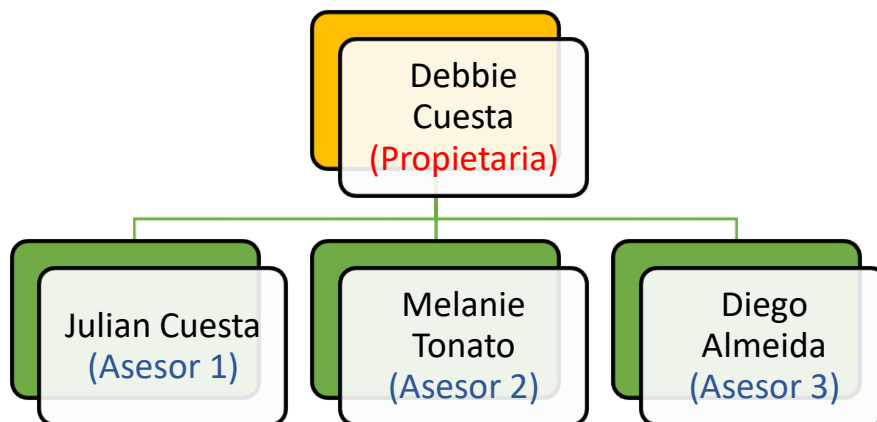 Debbie
Cuesta
(Propietaria)
Julian Cuesta
(Asesor 1)
Melanie
Tonato
(Asesor 2)
Diego
Almeida
(Asesor 3)